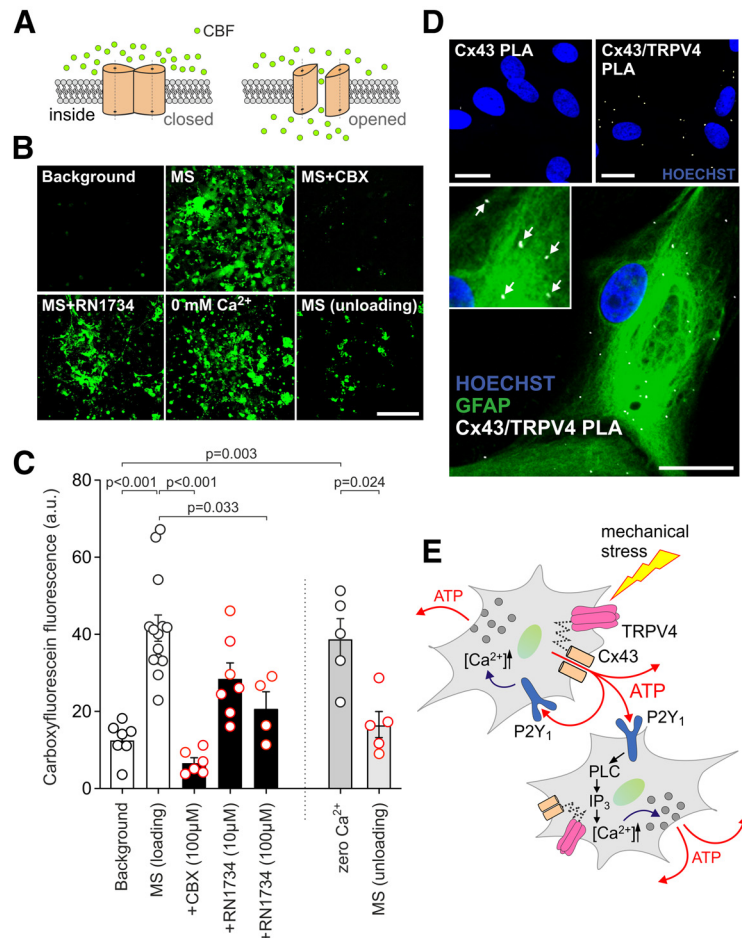 A
CBF
inside
closed
opened
B
Background
MS
MS+CBX
MS+RN1734
0 mM Ca²⁺
MS (unloading)
C
p=0.003
p<0.001
p<0.001
p=0.024
p=0.033
Carboxyfluorescein fluorescence (a.u.)
80
60
40
20
0
Background
MS (loading)
+CBX (100μM)
+RN1734 (10μM)
+RN1734 (100μM)
zero Ca²⁺
MS (unloading)
D
Cx43 PLA
Cx43/TRPV4
PLA
HOECHST
HOECHST
GFAP
Cx43/TRPV4 PLA
E
mechanical
stress
ATP
TRPV4
[Ca²⁺]
Cx43
ATP
P2Y₁
P2Y₁
PLC
IP₃
[Ca²⁺]
ATP